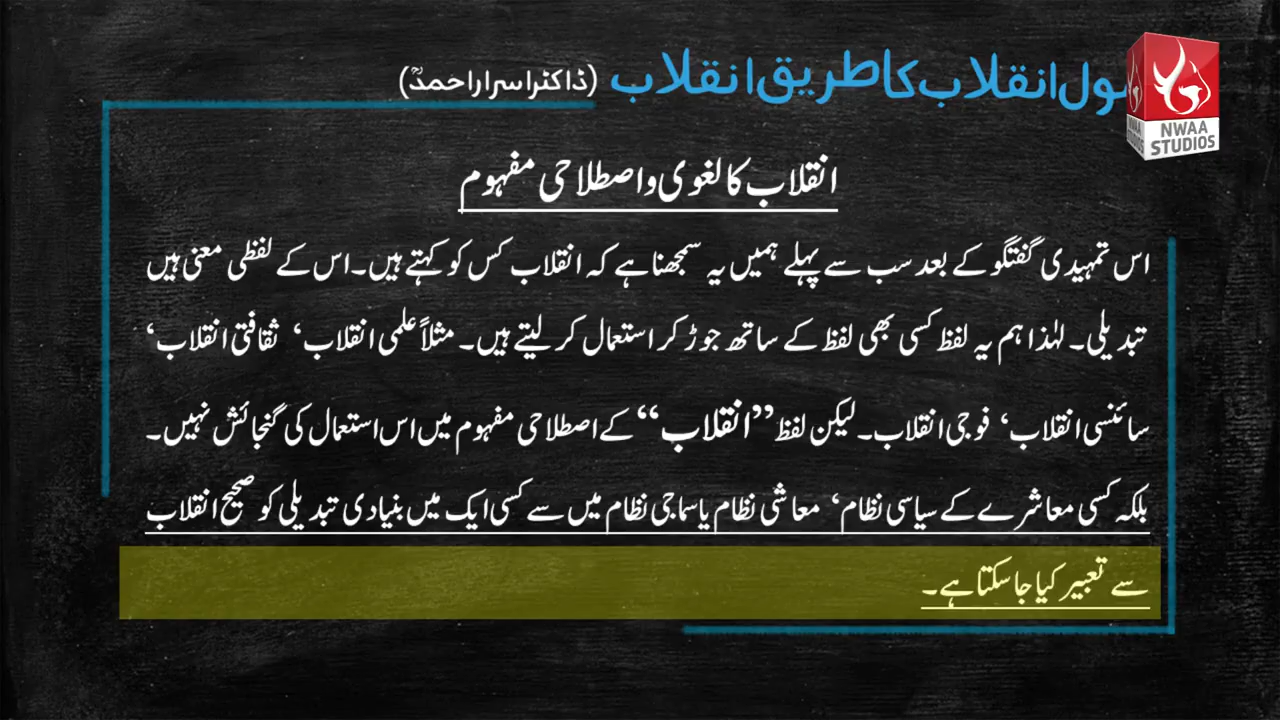 انقلاب کا طریق انقلاب (ڈاکٹر اسرار احمدؒ)
NWAA
STUDIOS
انقلاب کا لغوی و اصطلاحی مفہوم
اس تمہیدی گفتگو کے بعد سب سے پہلے ہمیں یہ سمجھنا ہے کہ انقلاب کس کو کہتے ہیں۔ اس کے لفظی معنی ہیں
تبدیلی۔ لہٰذا ہم یہ لفظ کسی بھی لفظ کے ساتھ جوڑ کر استعمال کر لیتے ہیں۔ مثلاً علمی انقلاب‘ ثقافتی انقلاب‘
سائنسی انقلاب‘ فوجی انقلاب۔ لیکن لفظ ’’انقلاب‘‘ کے اصطلاحی مفہوم میں اس استعمال کی گنجائش نہیں۔
بلکہ کسی معاشرے کے سیاسی نظام‘ معاشی نظام یا سماجی نظام میں سے کسی ایک میں بنیادی تبدیلی کو صحیح انقلاب
سے تعبیر کیا جا سکتا ہے۔